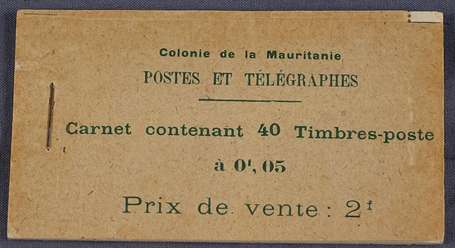 Colonie de la Mauritanie
POSTES ET TÉLÉGRAPHES
Carnet contenant 40 Timbres-poste
à 0ᶠ, 05
Prix de vente : 2ᶠ